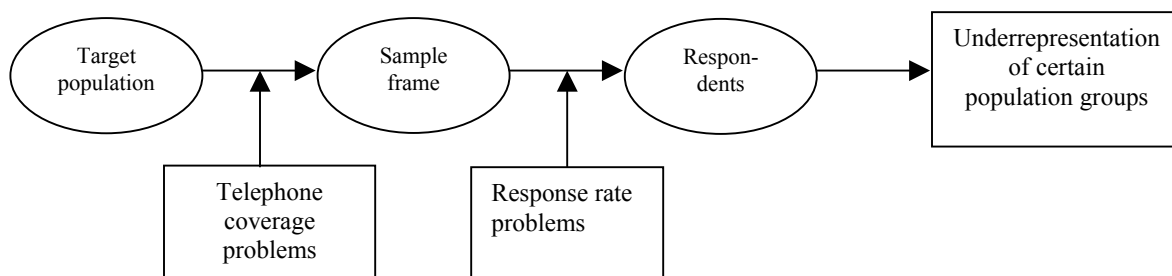 Target
population
Sample
frame
Respon-
dents
Underrepresentation
of certain
population groups
Telephone
coverage
problems
Response rate
problems